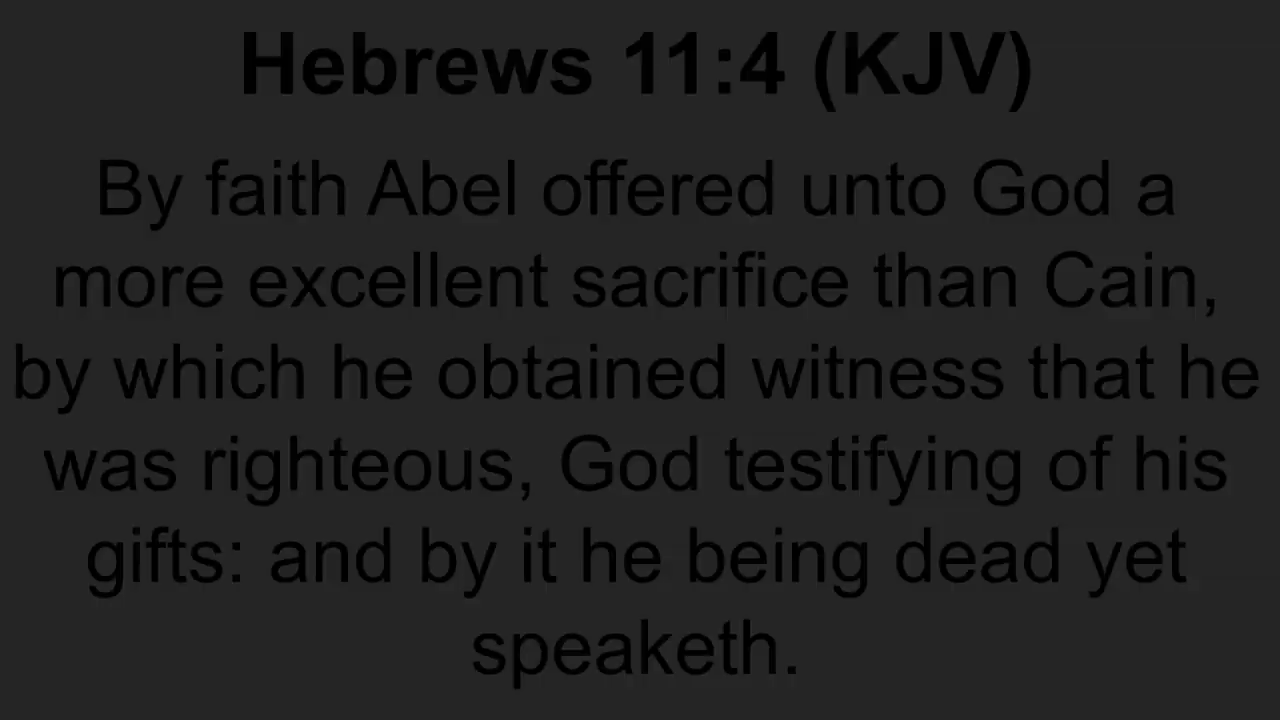 Hebrews 11:4 (KJV)
By faith Abel offered unto God a
more excellent sacrifice than Cain,
by which he obtained witness that he
was righteous, God testifying of his
gifts: and by it he being dead yet
speaketh.